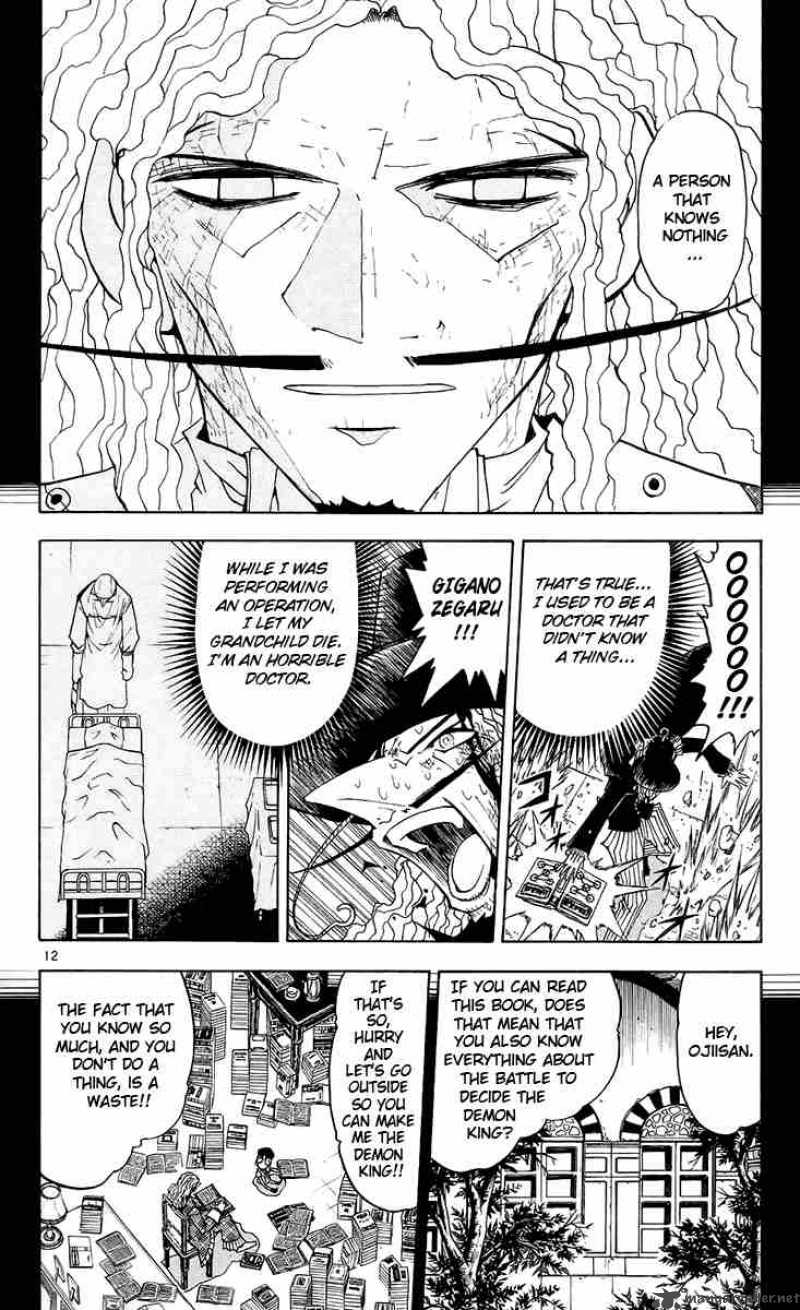 A PERSON
THAT
KNOWS
NOTHING
...
OOOOOO!!!
THAT'S TRUE...
I USED TO BE A
DOCTOR THAT
DIDN'T KNOW
A THING...
GIGANO
ZEGARU
!!!
WHILE I WAS
PERFORMING
AN OPERATION,
I LET MY
GRANDCHILD DIE.
I'M AN HORRIBLE
DOCTOR.
12
HEY,
OJIISAN.
IF YOU CAN READ
THIS BOOK, DOES
THAT MEAN THAT
YOU ALSO KNOW
EVERYTHING ABOUT
THE BATTLE TO
DECIDE THE
DEMON
KING?
IF
THAT'S
SO,
HURRY
AND
LET'S GO
OUTSIDE
SO YOU
CAN MAKE
ME THE
DEMON
KING!!
THE FACT THAT
YOU KNOW SO
MUCH, AND YOU
DON'T DO A
THING, IS A
WASTE!!